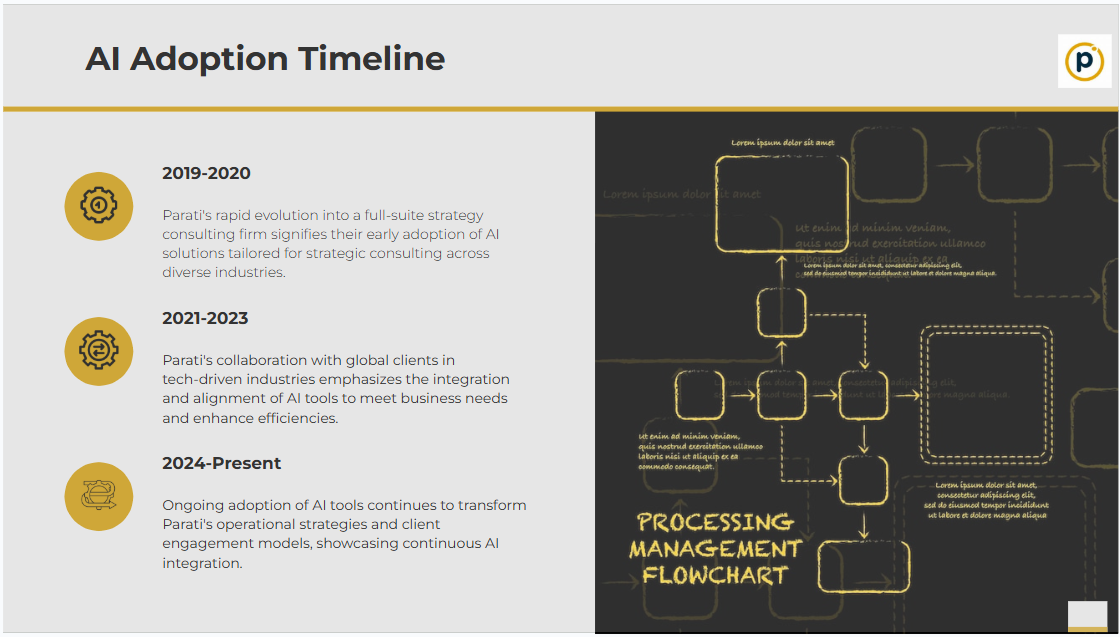 AI Adoption Timeline
p
2019-2020
Parati's rapid evolution into a full-suite strategy
consulting firm signifies their early adoption of AI
solutions tailored for strategic consulting across
diverse industries.
2021-2023
Parati's collaboration with global clients in
tech-driven industries emphasizes the integration
and alignment of AI tools to meet business needs
and enhance efficiencies.
2024-Present
Ongoing adoption of AI tools continues to transform
Parati's operational strategies and client
engagement models, showcasing continuous AI
integration.
Lorem ipsum dolor sit amet
Lorem ipsum dolor sit amet
Ut enim ad minim veniam,
quis nostrud exercitation ullamco
laboris nisi ut aliquip ex ea
Lorem ipsum dolor sit amet, consectetur adipiscing elit,
sed do eiusmod tempor incididunt ut labore et dolore magna aliqua.
Ut enim ad minim veniam,
quis nostrud exercitation ullamco
laboris nisi ut aliquip ex ea
commodo consequat.
Lorem ipsum dolor sit amet,
consectetur adipiscing elit,
sed do eiusmod tempor incididunt
ut labore et dolore magna aliqua
PROCESSING
MANAGEMENT
FLOWCHART